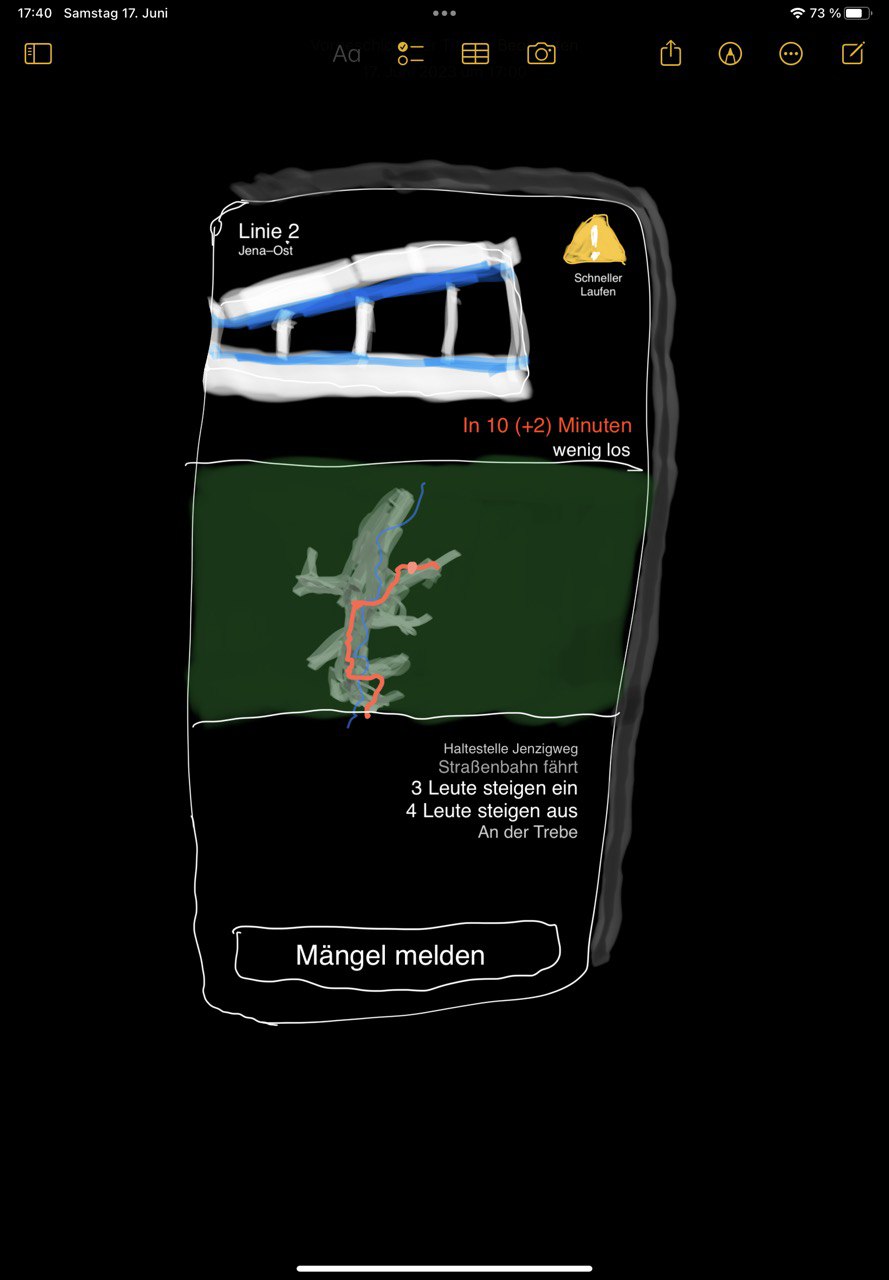 17:40 Samstag 17. Juni
73 %
Aa
Linie 2
Jena–Ost
Schneller
Laufen
In 10 (+2) Minuten
wenig los
Haltestelle Jenzigweg
Straßenbahn fährt
3 Leute steigen ein
4 Leute steigen aus
An der Trebe
Mängel melden